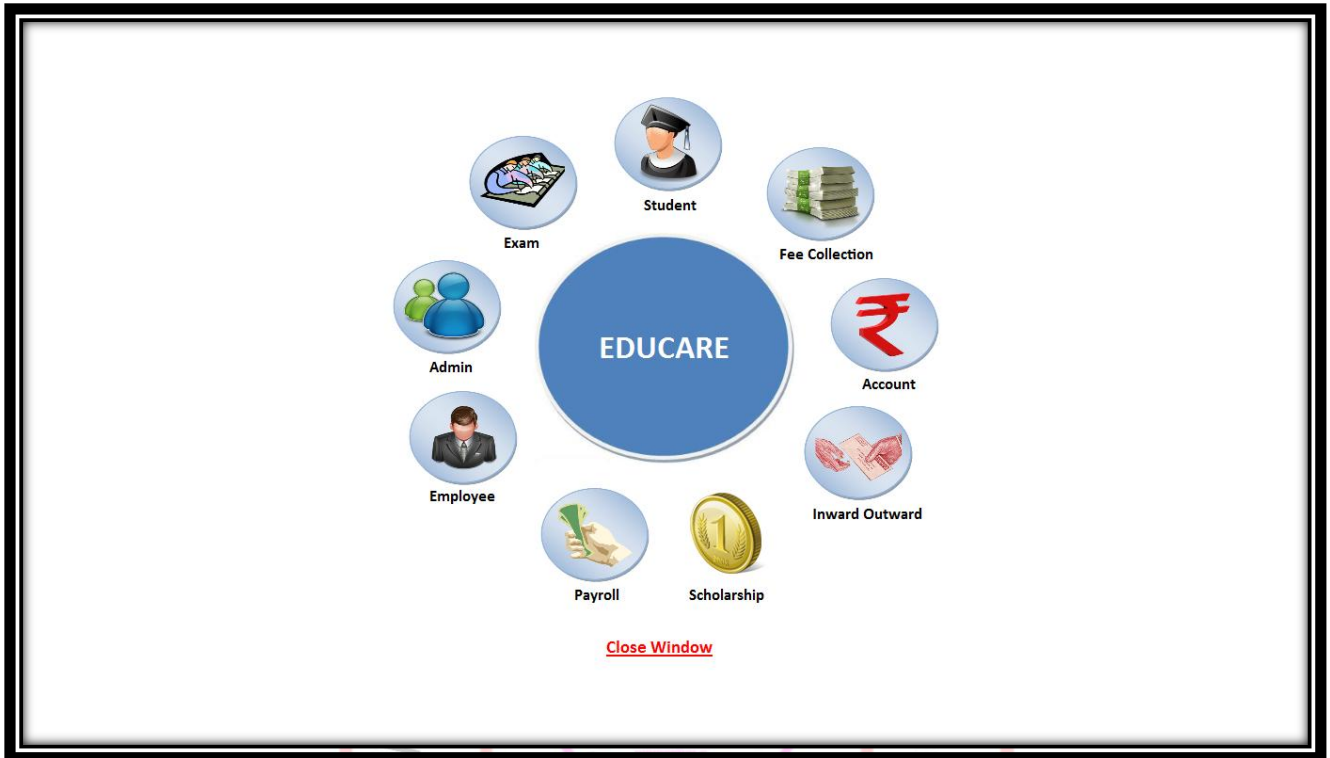 Student
Exam
Fee Collection
EDUCARE
Admin
Account
Employee
Inward Outward
Payroll
Scholarship
Close Window